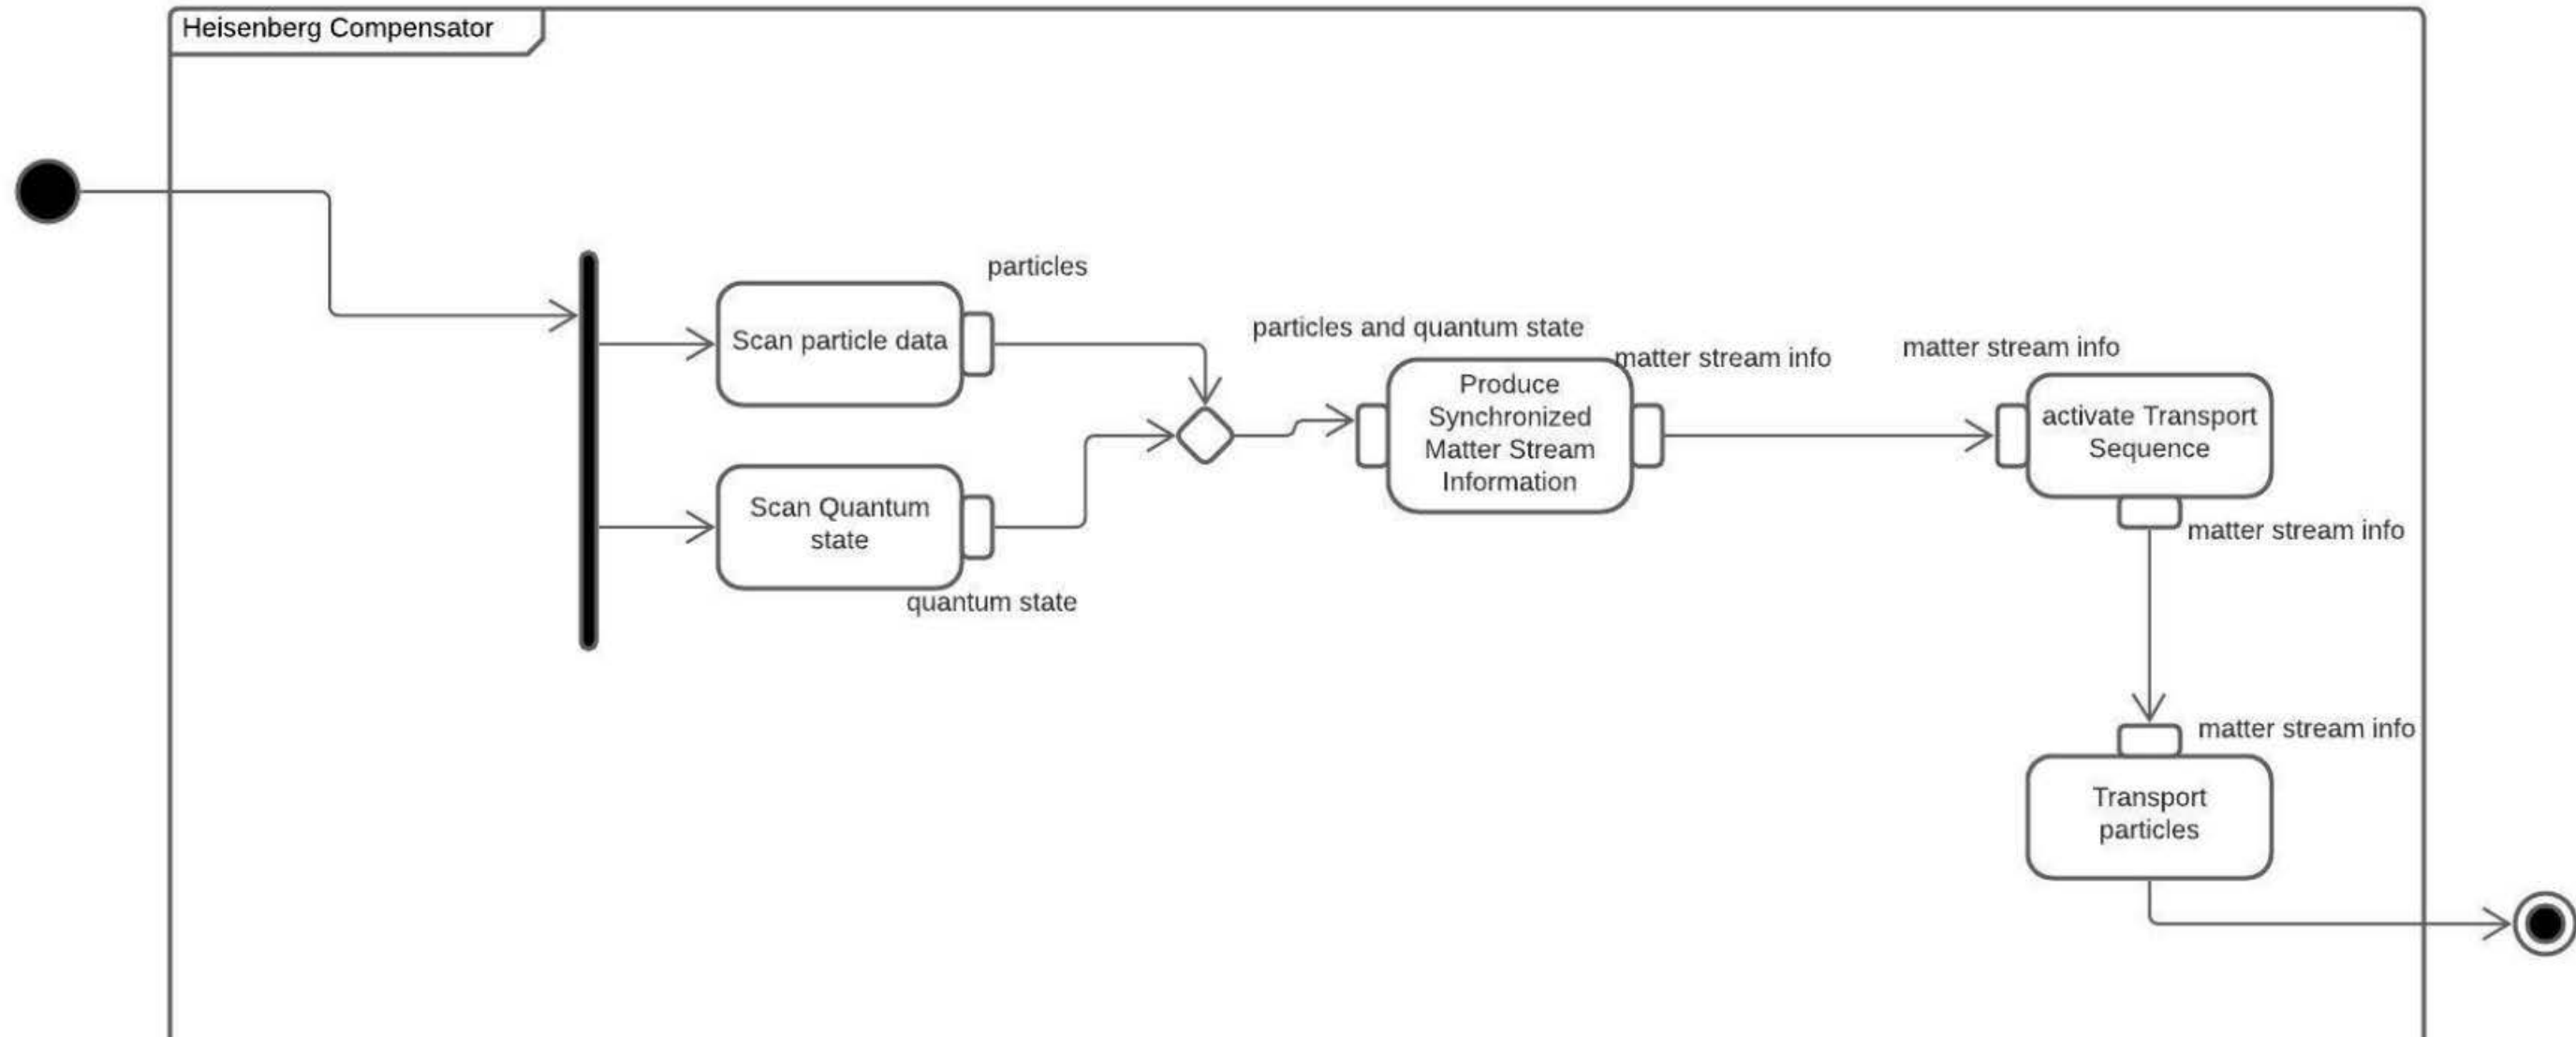 Heisenberg Compensator
particles
Scan particle data
Scan Quantum
state
quantum state
particles and quantum state
Produce
Synchronized
Matter Stream
Information
matter stream info
matter stream info
activate Transport
Sequence
matter stream info
matter stream info
Transport
particles